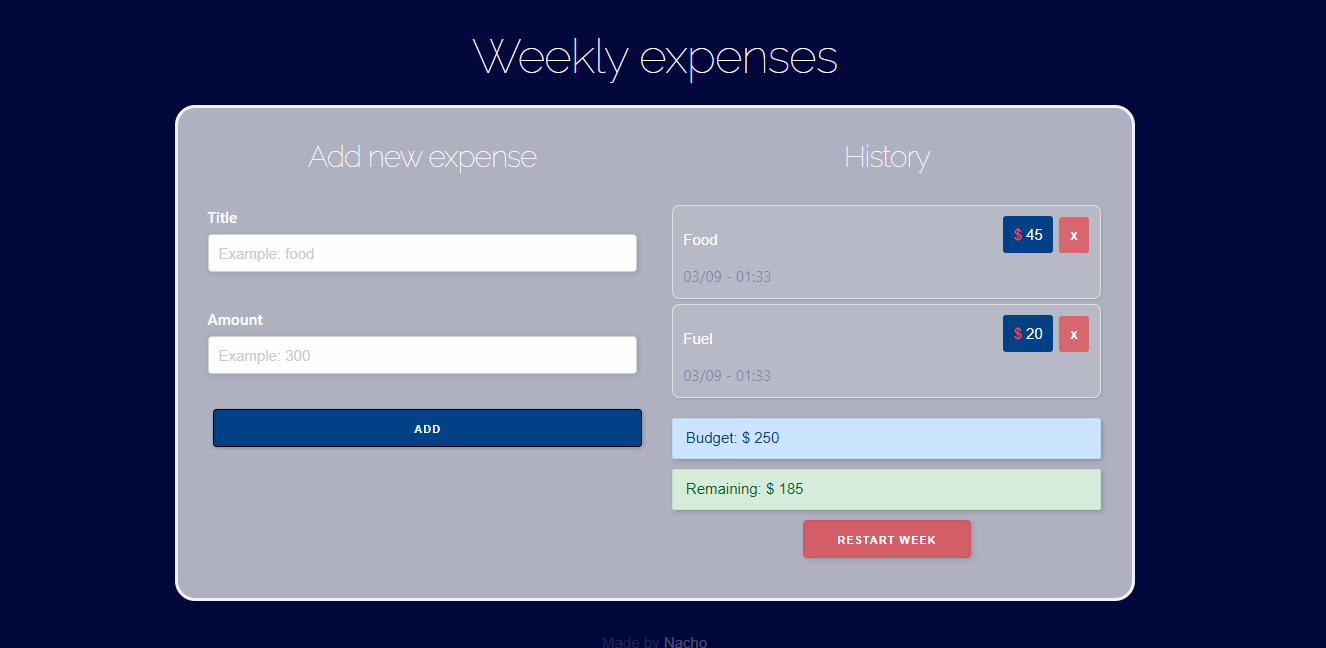 Weekly expenses
Add new expense
Title
Example: food
Amount
Example: 300
ADD
History
Food
$ 45
x
03/09 - 01:33
Fuel
$ 20
x
03/09 - 01:33
Budget: $ 250
Remaining: $ 185
RESTART WEEK
Made by Nacho